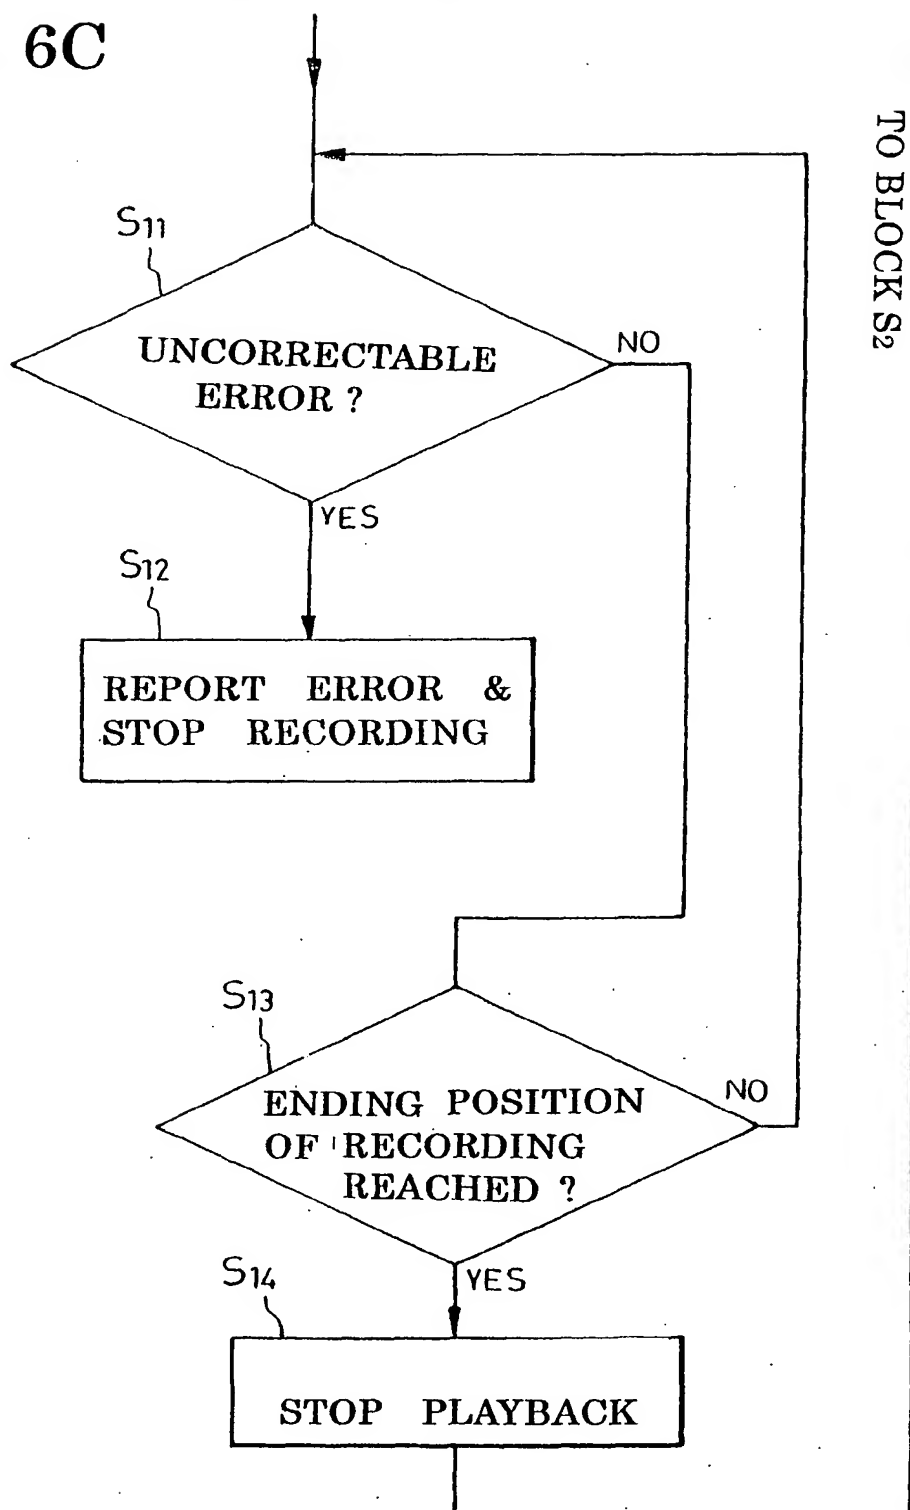 6C
TO BLOCK S2
S11
UNCORRECTABLE
ERROR ?
NO
YES
S12
REPORT ERROR &
STOP RECORDING
S13
ENDING POSITION
OF RECORDING
REACHED ?
NO
YES
S14
STOP PLAYBACK